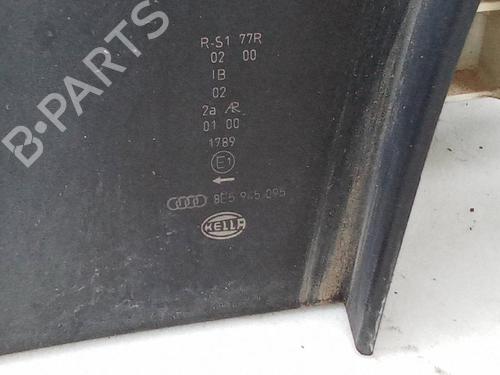 B-PARTS
R-S1 77R
02 00
IB
02
2a AR
01 00
1789
E1
8E5 945 095
HELLA